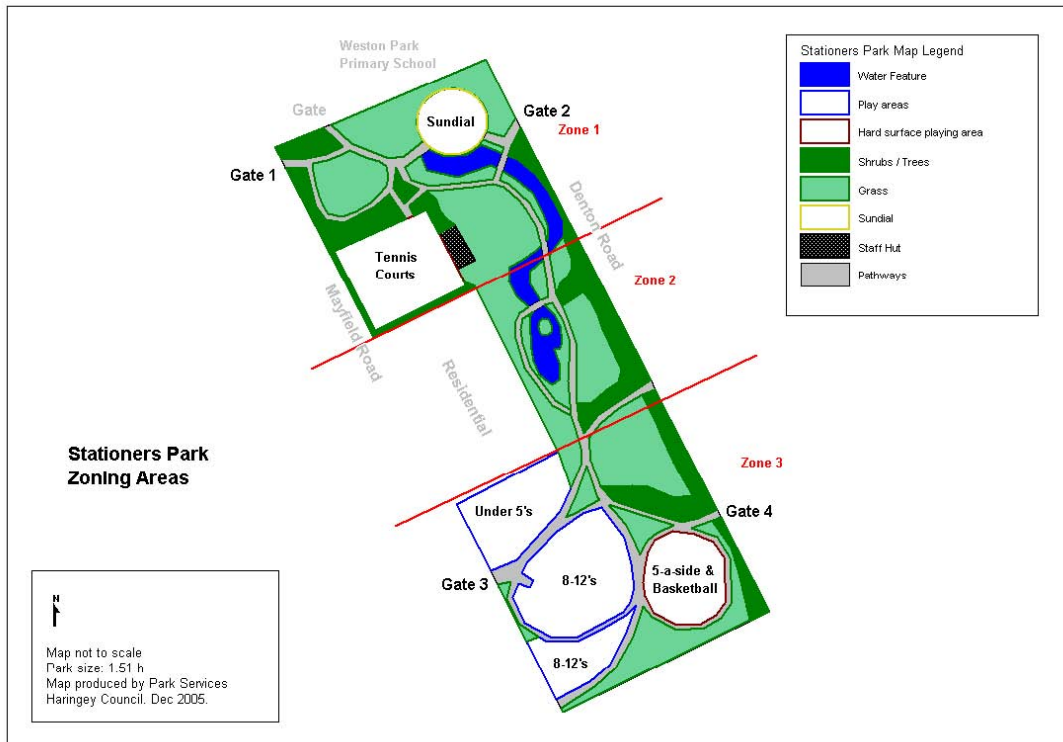 Weston Park
Primary School
Gate
Gate 2
Sundial
Zone 1
Gate 1
Denton Road
Tennis
Courts
Zone 2
Mayfield Road
Residential
Stationers Park
Zoning Areas
Zone 3
Under 5's
Gate 4
Gate 3
8-12's
5-a-side &
Basketball
8-12's
Stationers Park Map Legend
Water Feature
Play areas
Hard surface playing area
Shrubs / Trees
Grass
Sundial
Staff Hut
Pathways
N
Map not to scale
Park size: 1.51 h
Map produced by Park Services
Haringey Council. Dec 2005.